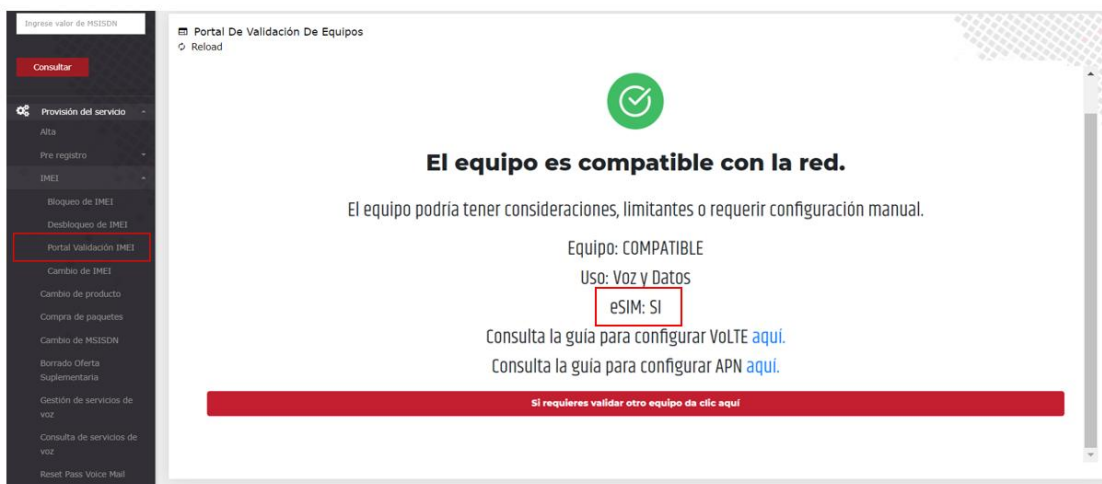 Ingrese valor de MSISDN
Consultar
Provisión del servicio
Alta
Pre registro
IMEI
Bloqueo de IMEI
Desbloqueo de IMEI
Portal Validación IMEI
Cambio de IMEI
Cambio de producto
Compra de paquetes
Cambio de MSISDN
Borrado Oferta
Suplementaria
Gestión de servicios de
voz
Consulta de servicios de
voz
Reset Pass Voice Mail
Portal De Validación De Equipos
Reload
El equipo es compatible con la red.
El equipo podría tener consideraciones, limitantes o requerir configuración manual.
Equipo: COMPATIBLE
Uso: Voz y Datos
eSIM: SI
Consulta la guía para configurar VoLTE aquí.
Consulta la guía para configurar APN aquí.
Si requieres validar otro equipo da clic aquí